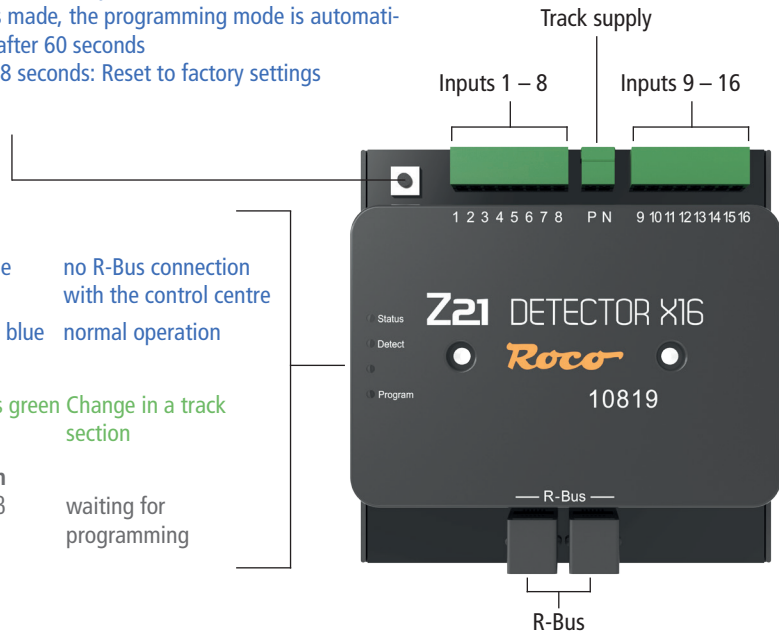 s made, the programming mode is automati-
after 60 seconds
8 seconds: Reset to factory settings
Track supply
Inputs 1 – 8
Inputs 9 – 16
1 2 3 4 5 6 7 8 P N 9 10 11 12 13 14 15 16
e no R-Bus connection
with the control centre
blue normal operation
s green Change in a track
section
n
3 waiting for
programming
Status
Detect
Program
Z21 DETECTOR X16
Roco
10819
R-Bus
R-Bus